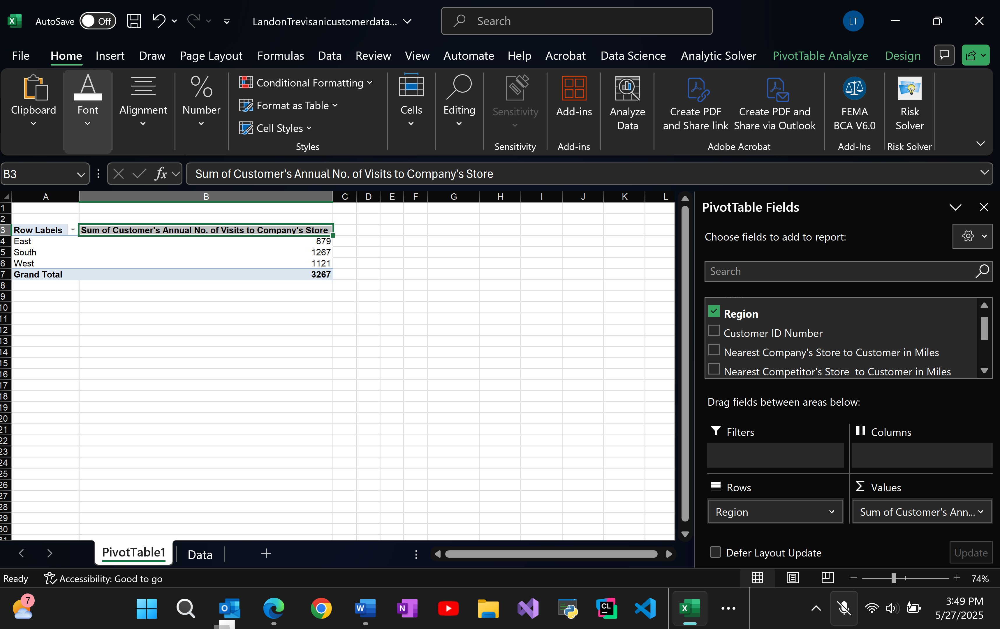 AutoSave Off LandonTrevisanicustomerdata... Search LT
File Home Insert Draw Page Layout Formulas Data Review View Automate Help Acrobat Data Science Analytic Solver PivotTable Analyze Design
Clipboard Font Alignment Number
Conditional Formatting
Format as Table
Cell Styles
Styles
Cells Editing
Sensitivity
Sensitivity
Add-ins
Add-ins
Analyze
Data
Create PDF
and Share link
Create PDF and
Share via Outlook
Adobe Acrobat
FEMA
BCA V6.0
Add-Ins
Risk
Solver
Risk Solver
B3 fx Sum of Customer's Annual No. of Visits to Company's Store
A B C D E F G H I J K L
1
2
3 Row Labels Sum of Customer's Annual No. of Visits to Company's Store
4 East 879
5 South 1267
6 West 1121
7 Grand Total 3267
8
9
10
11
12
13
14
15
16
17
18
19
20
21
22
23
24
25
26
27
28
29
30
31
PivotTable Fields
Choose fields to add to report:
Search
Region
Customer ID Number
Nearest Company's Store to Customer in Miles
Nearest Competitor's Store to Customer in Miles
Drag fields between areas below:
Filters Columns
Rows Σ Values
Region Sum of Customer's Ann...
Defer Layout Update Update
PivotTable1 Data
Ready Accessibility: Good to go 74%
7
3:49 PM
5/27/2025